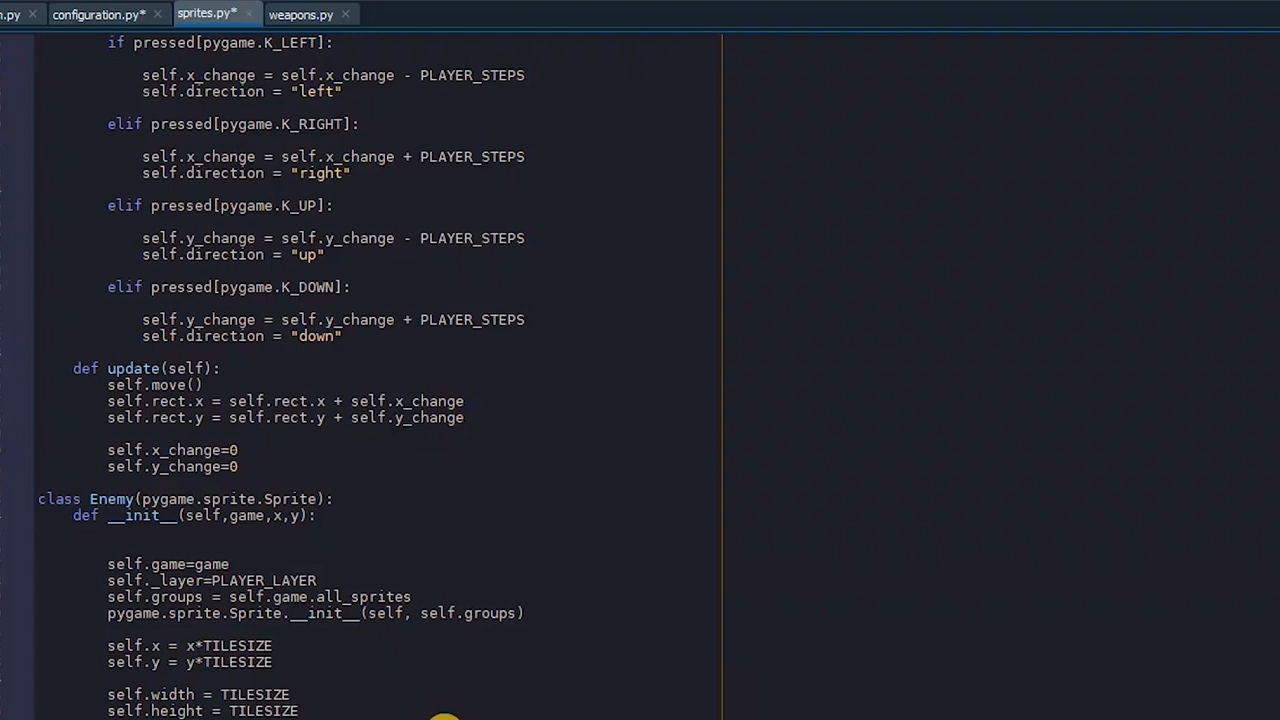 n.py configuration.py* sprites.py* weapons.py
if pressed[pygame.K_LEFT]:
self.x_change = self.x_change - PLAYER_STEPS
self.direction = "left"
elif pressed[pygame.K_RIGHT]:
self.x_change = self.x_change + PLAYER_STEPS
self.direction = "right"
elif pressed[pygame.K_UP]:
self.y_change = self.y_change - PLAYER_STEPS
self.direction = "up"
elif pressed[pygame.K_DOWN]:
self.y_change = self.y_change + PLAYER_STEPS
self.direction = "down"
def update(self):
self.move()
self.rect.x = self.rect.x + self.x_change
self.rect.y = self.rect.y + self.y_change
self.x_change=0
self.y_change=0
class Enemy(pygame.sprite.Sprite):
def __init__(self,game,x,y):
self.game=game
self._layer=PLAYER_LAYER
self.groups = self.game.all_sprites
pygame.sprite.Sprite.__init__(self, self.groups)
self.x = x*TILESIZE
self.y = y*TILESIZE
self.width = TILESIZE
self.height = TILESIZE